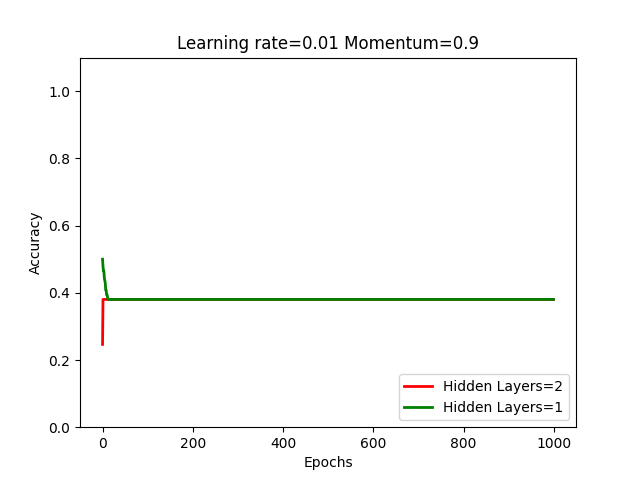 Learning rate=0.01 Momentum=0.9
1.0
0.8
0.6
0.4
0.2
0.0
Accuracy
0 200 400 600 800 1000
Epochs
Hidden Layers=2
Hidden Layers=1